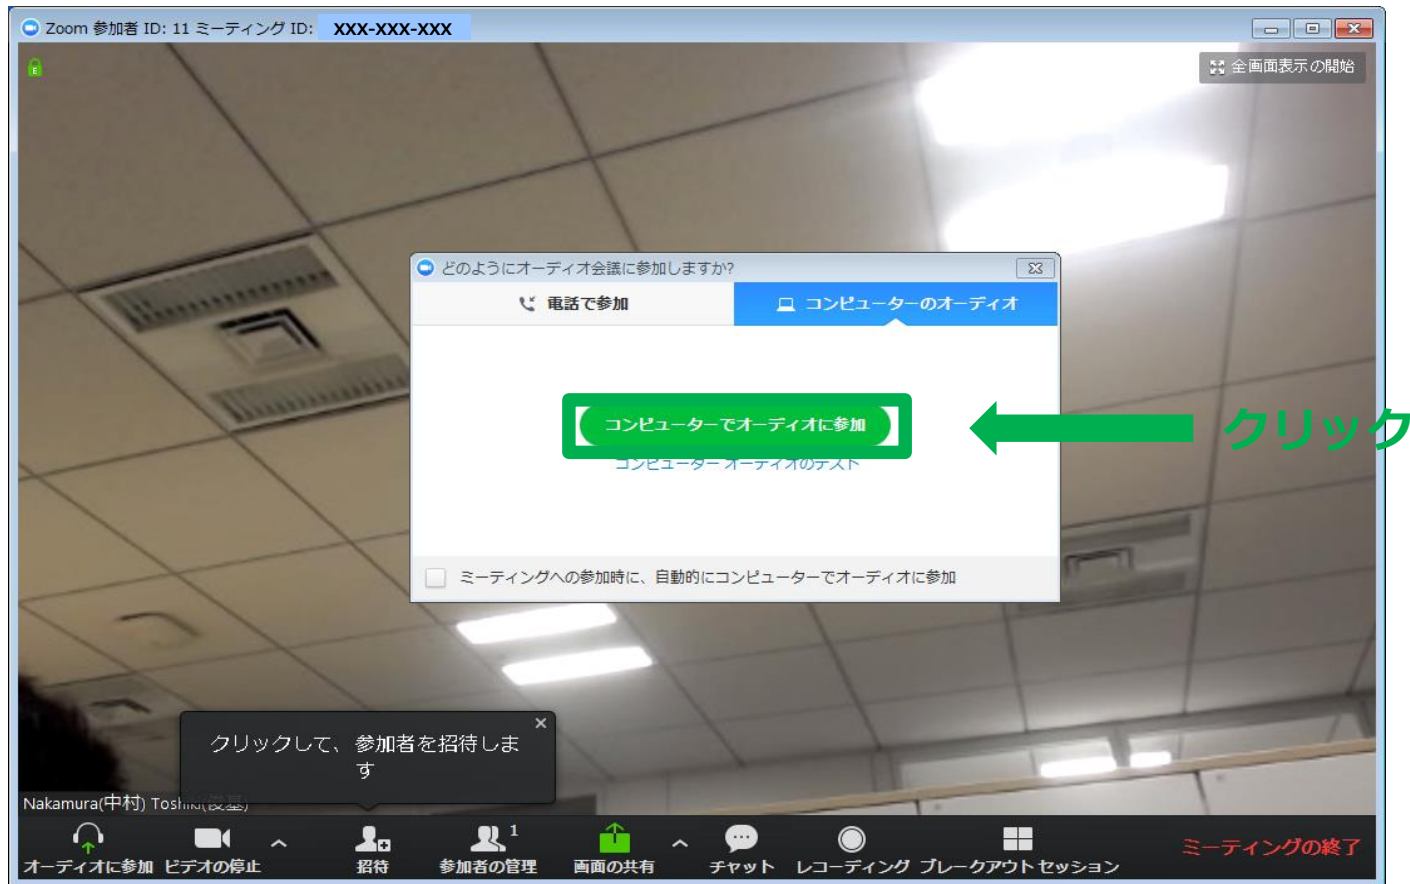 Zoom 参加者 ID: 11 ミーティング ID: XXX-XXX-XXX
全画面表示の開始
どのようにオーディオ会議に参加しますか?
電話で参加
コンピューターのオーディオ
コンピューターでオーディオに参加
クリック
コンピューター オーディオのテスト
ミーティングへの参加時に、自動的にコンピューターでオーディオに参加
クリックして、参加者を招待しま
す
Nakamura(中村) Toshiki(俊基)
1
オーディオに参加 ビデオの停止 招待 参加者の管理 画面の共有 チャット レコーディング ブレークアウトセッション ミーティングの終了